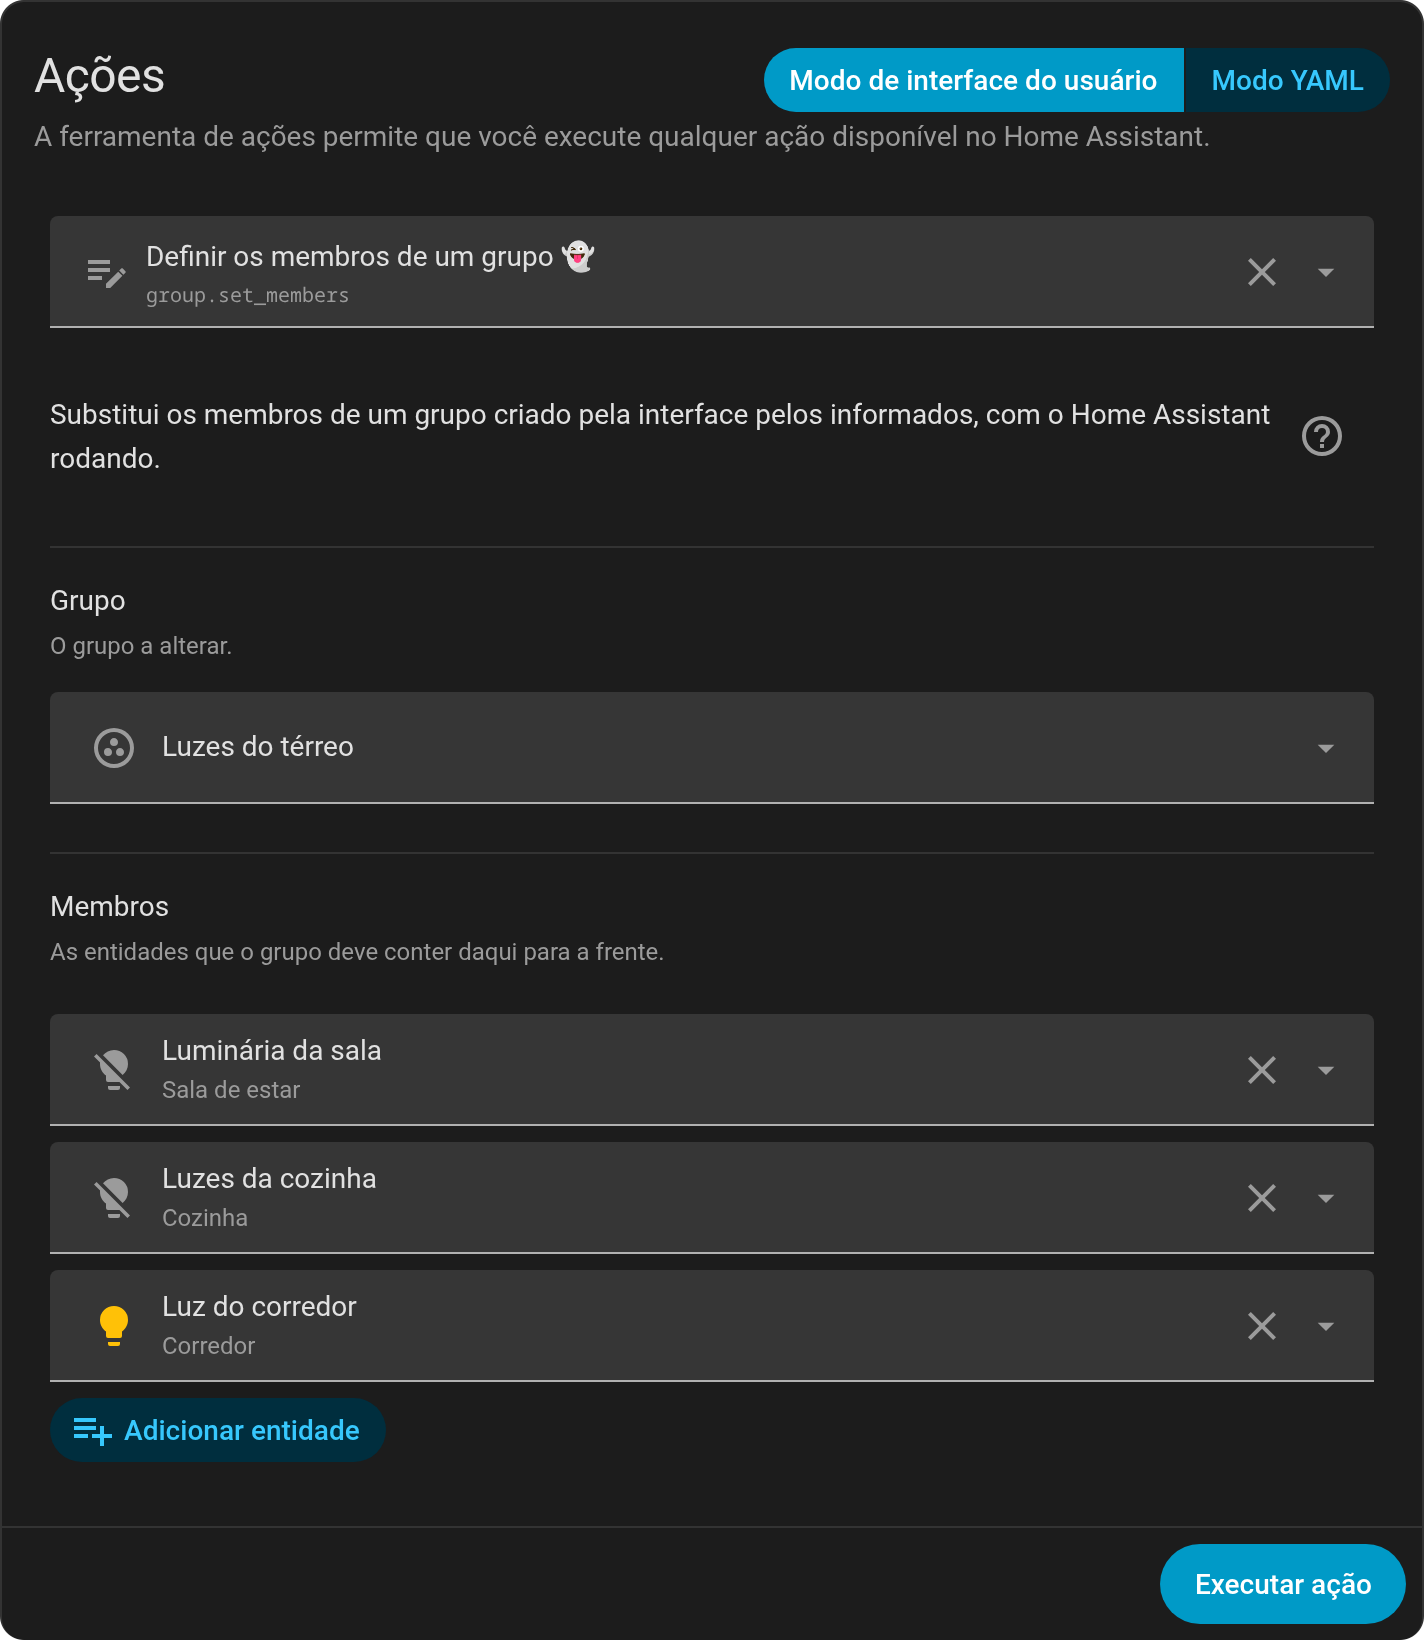 Ações
Modo de interface do usuário
Modo YAML
A ferramenta de ações permite que você execute qualquer ação disponível no Home Assistant.
Definir os membros de um grupo 👻
group.set_members
Substitui os membros de um grupo criado pela interface pelos informados, com o Home Assistant
rodando.
Grupo
O grupo a alterar.
Luzes do térreo
Membros
As entidades que o grupo deve conter daqui para a frente.
Luminária da sala
Sala de estar
Luzes da cozinha
Cozinha
Luz do corredor
Corredor
Adicionar entidade
Executar ação